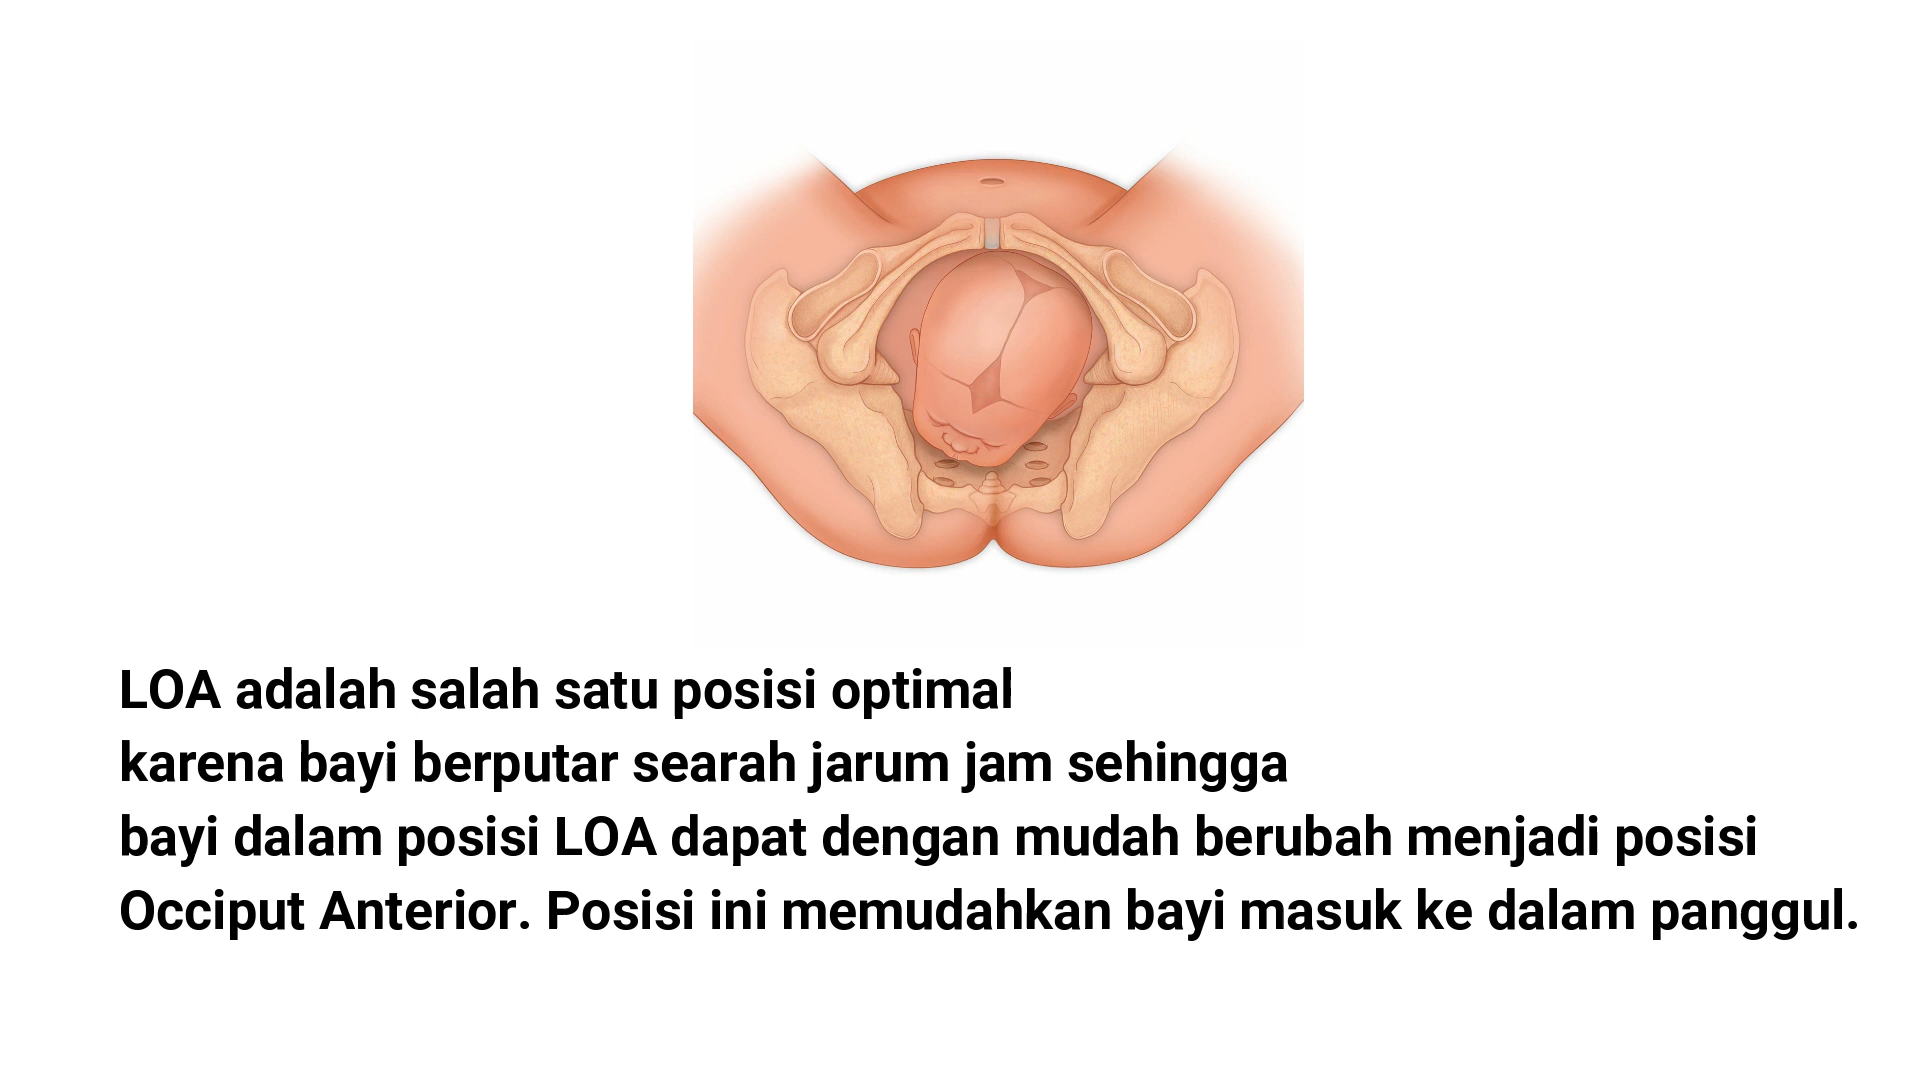 LOA adalah salah satu posisi optimal
karena bayi berputar searah jarum jam sehingga
bayi dalam posisi LOA dapat dengan mudah berubah menjadi posisi
Occiput Anterior. Posisi ini memudahkan bayi masuk ke dalam panggul.